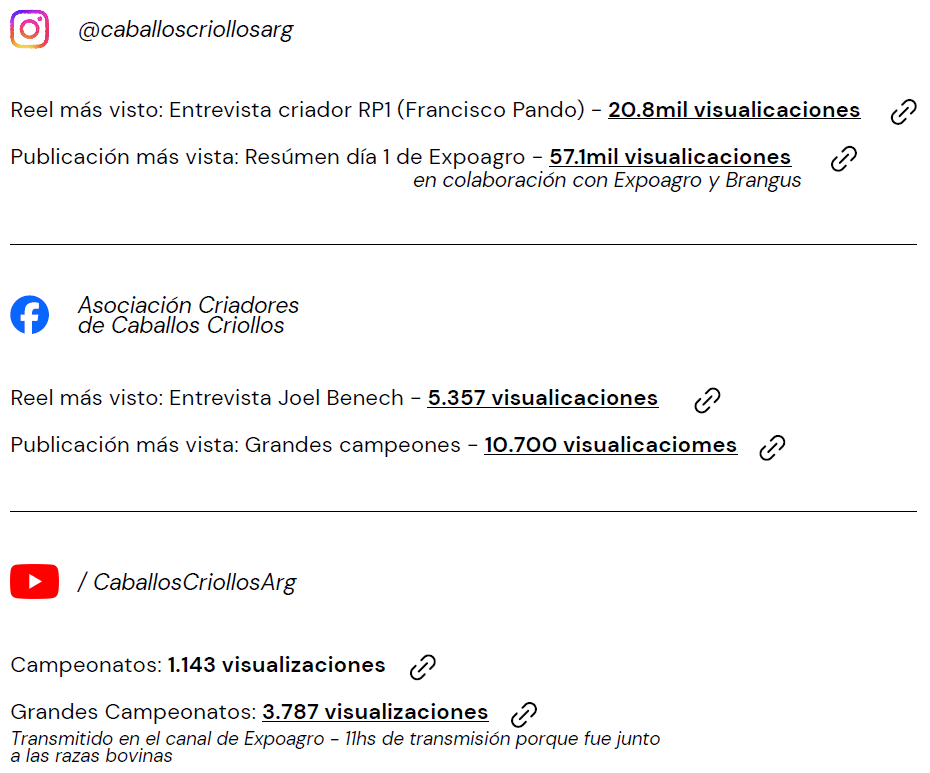 @caballoscriollosarg
Reel más visto: Entrevista criador RP1 (Francisco Pando) - 20.8mil visualicaciones
Publicación más vista: Resúmen día 1 de Expoagro - 57.1mil visualicaciones
en colaboración con Expoagro y Brangus
Asociación Criadores
de Caballos Criollos
Reel más visto: Entrevista Joel Benech - 5.357 visualicaciones
Publicación más vista: Grandes campeones - 10.700 visualicaciomes
/ CaballosCriollosArg
Campeonatos: 1.143 visualizaciones
Grandes Campeonatos: 3.787 visualizaciones
Transmitido en el canal de Expoagro - 11hs de transmisión porque fue junto
a las razas bovinas